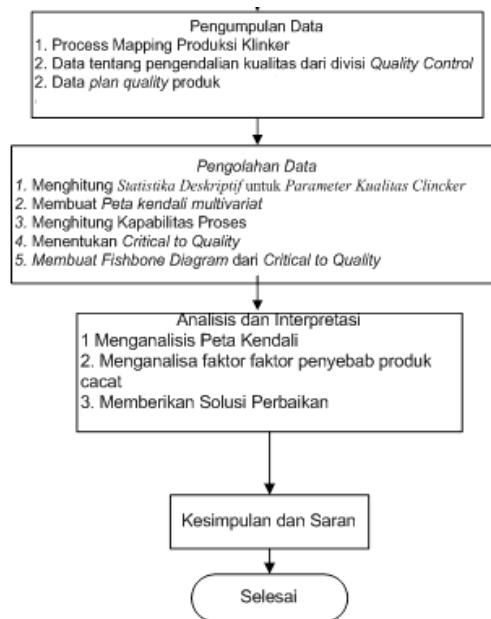 Pengumpulan Data
1. Process Mapping Produksi Klinker
2. Data tentang pengendalian kualitas dari divisi Quality Control
2. Data plan quality produk
Pengolahan Data
1. Menghitung Statistika Deskriptif untuk Parameter Kualitas Clincker
2. Membuat Peta kendali multivariat
3. Menghitung Kapabilitas Proses
4. Menentukan Critical to Quality
5. Membuat Fishbone Diagram dari Critical to Quality
Analisis dan Interpretasi
1 Menganalisis Peta Kendali
2. Menganalisa faktor faktor penyebab produk
cacat
3. Memberikan Solusi Perbaikan
Kesimpulan dan Saran
Selesai